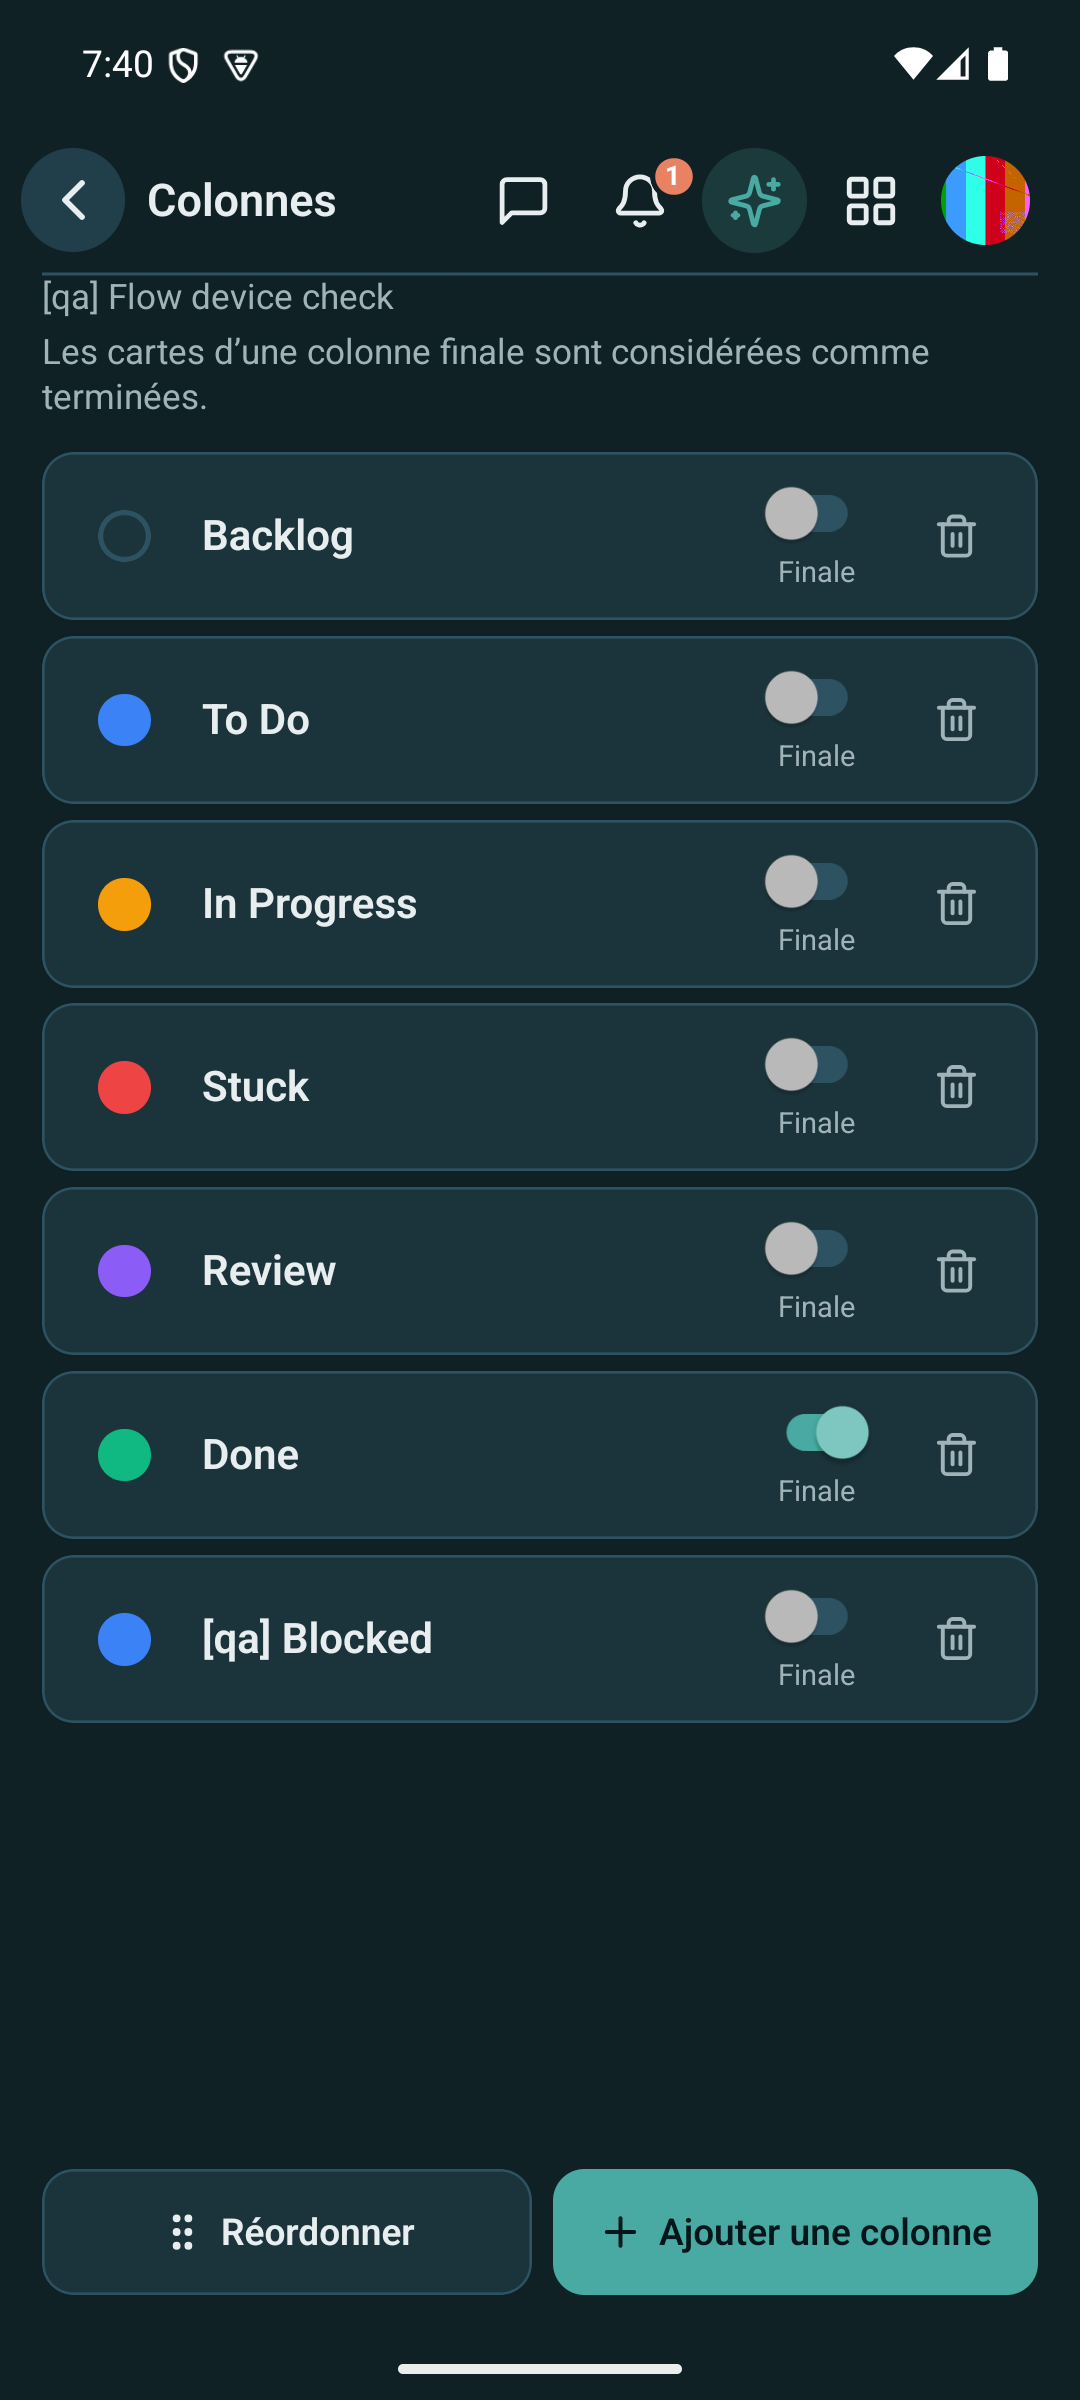 7:40
Colonnes
1
[qa] Flow device check
Les cartes d’une colonne finale sont considérées comme
terminées.
Backlog
Finale
To Do
Finale
In Progress
Finale
Stuck
Finale
Review
Finale
Done
Finale
[qa] Blocked
Finale
Réordonner
Ajouter une colonne